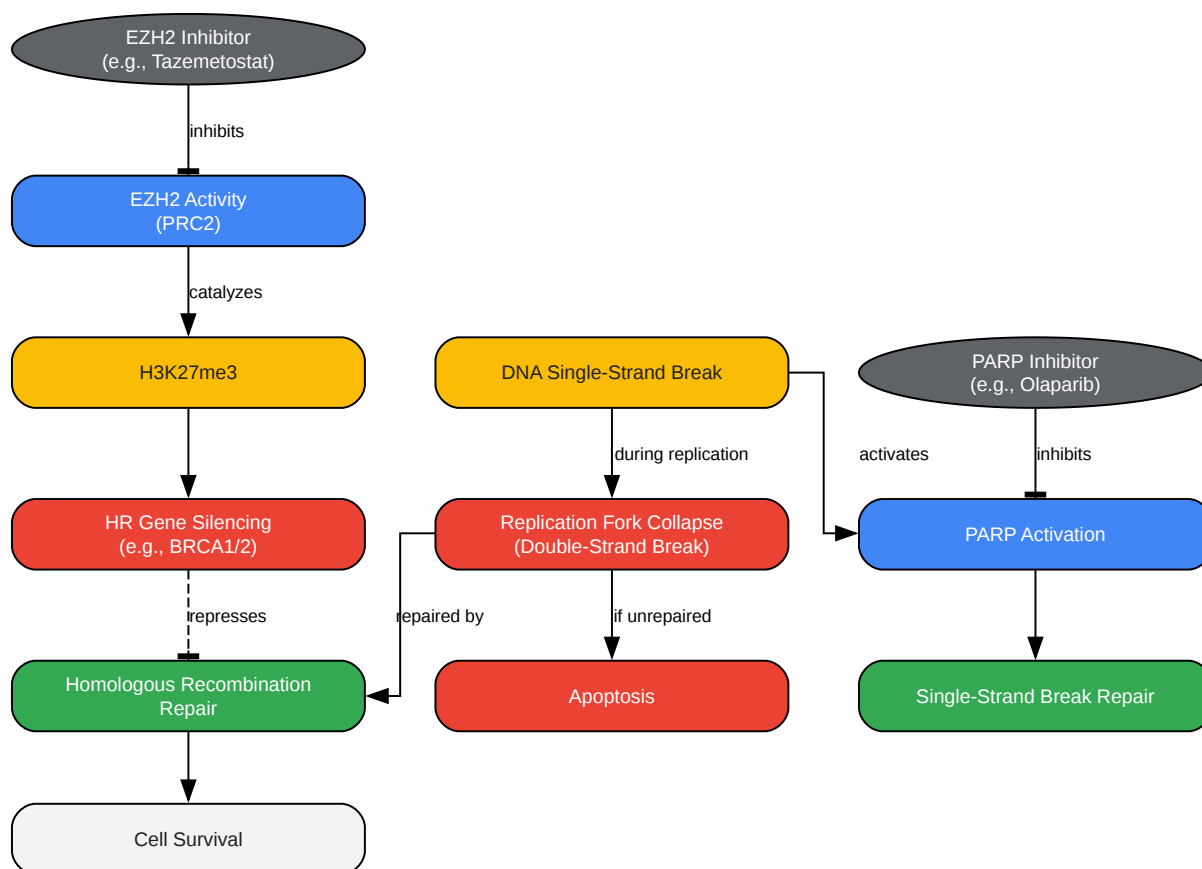 EZH2 Inhibitor
(e.g., Tazemetostat)
inhibits
EZH2 Activity
(PRC2)
catalyzes
H3K27me3
DNA Single-Strand Break
PARP Inhibitor
(e.g., Olaparib)
during replication
activates
inhibits
HR Gene Silencing
(e.g., BRCA1/2)
Replication Fork Collapse
(Double-Strand Break)
PARP Activation
represses
repaired by
if unrepaired
Homologous Recombination
Repair
Apoptosis
Single-Strand Break Repair
Cell Survival